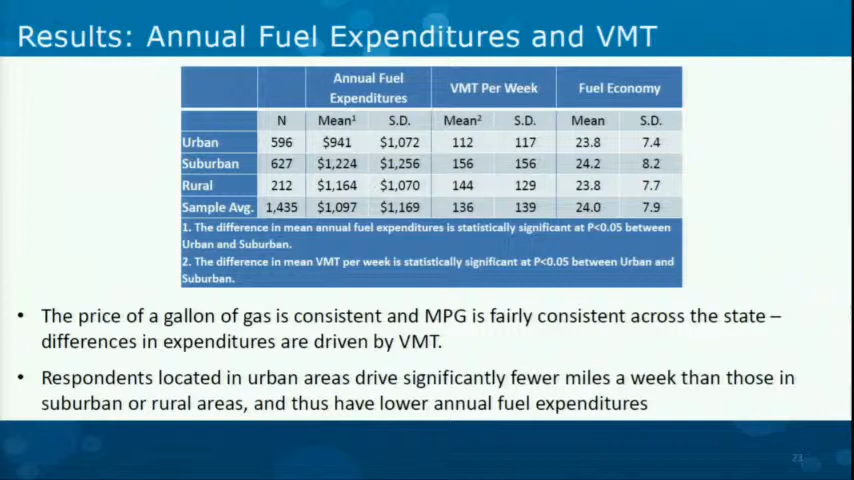 Results: Annual Fuel Expenditures and VMT
Annual Fuel Expenditures VMT Per Week Fuel Economy
N Mean¹ S.D. Mean² S.D. Mean S.D.
Urban 596 $941 $1,072 112 117 23.8 7.4
Suburban 627 $1,224 $1,256 156 156 24.2 8.2
Rural 212 $1,164 $1,070 144 129 23.8 7.7
Sample Avg. 1,435 $1,097 $1,169 136 139 24.0 7.9
1. The difference in mean annual fuel expenditures is statistically significant at P<0.05 between
Urban and Suburban.
2. The difference in mean VMT per week is statistically significant at P<0.05 between Urban and
Suburban.
• The price of a gallon of gas is consistent and MPG is fairly consistent across the state –
differences in expenditures are driven by VMT.
• Respondents located in urban areas drive significantly fewer miles a week than those in
suburban or rural areas, and thus have lower annual fuel expenditures
23